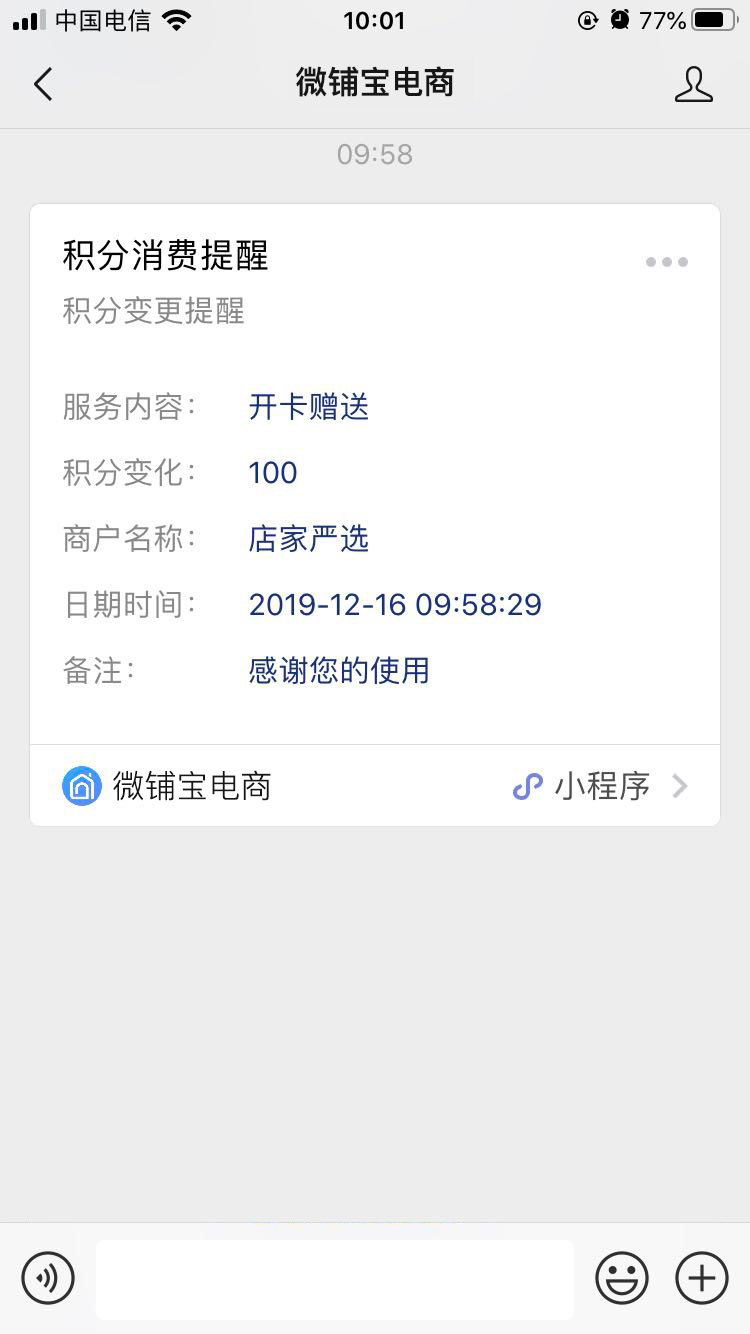 中国电信 10:01 77%
微铺宝电商
09:58
积分消费提醒
积分变更提醒
服务内容： 开卡赠送
积分变化： 100
商户名称： 店家严选
日期时间： 2019-12-16 09:58:29
备注： 感谢您的使用
微铺宝电商 小程序